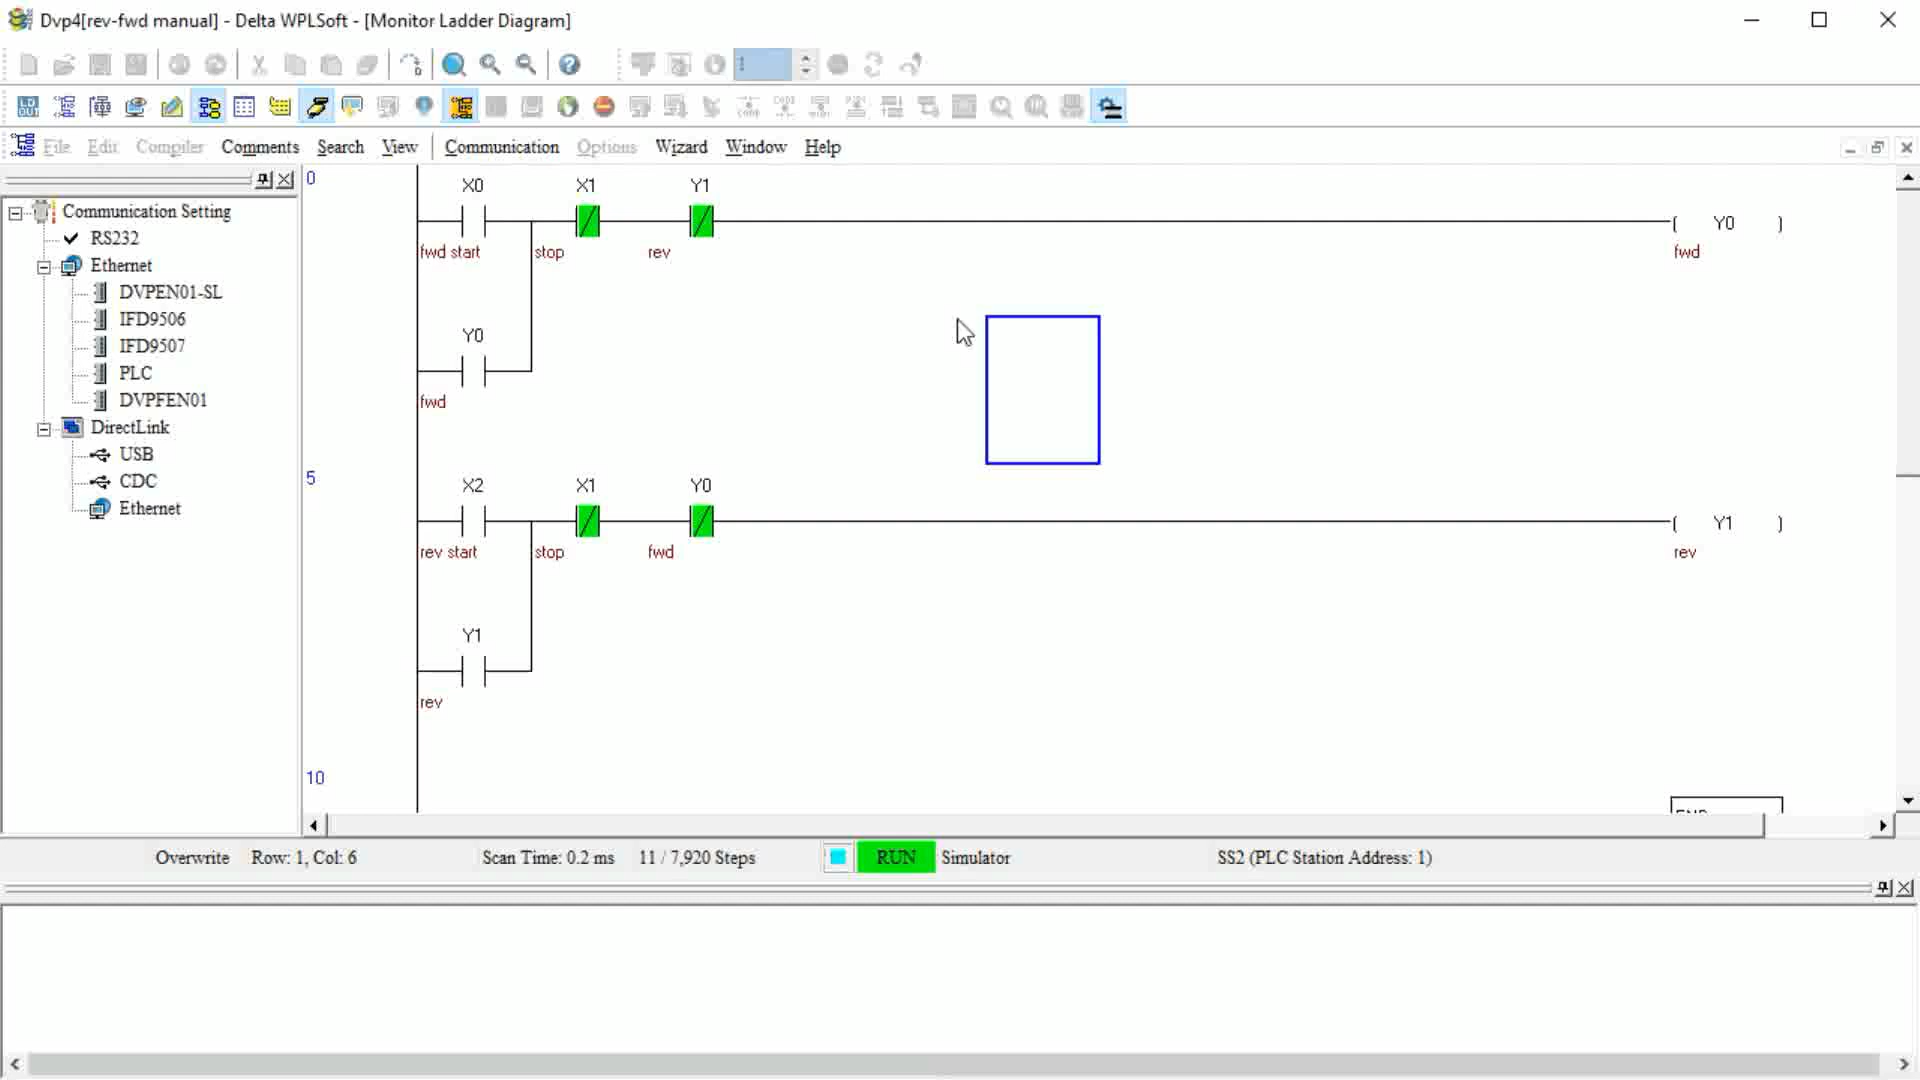 Dvp4[rev-fwd manual] - Delta WPLSoft - [Monitor Ladder Diagram]
1
File Edit Compiler Comments Search View Communication Options Wizard Window Help
Communication Setting
RS232
Ethernet
DVPEN01-SL
IFD9506
IFD9507
PLC
DVPFEN01
DirectLink
USB
CDC
Ethernet
0
X0 X1 Y1
( Y0 )
fwd start stop rev fwd
Y0
fwd
5
X2 X1 Y0
( Y1 )
rev start stop fwd rev
Y1
rev
10
END
Overwrite Row: 1, Col: 6 Scan Time: 0.2 ms 11 / 7,920 Steps RUN Simulator SS2 (PLC Station Address: 1)